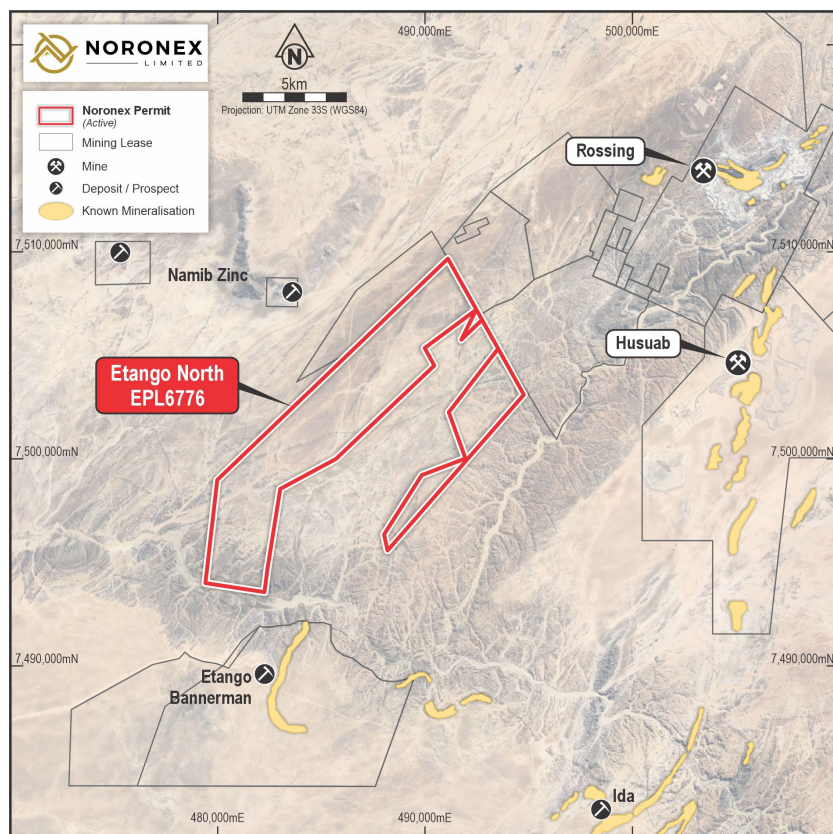 NORONEX
LIMITED
N
5km
Projection: UTM Zone 33S (WGS84)
490,000mE
500,000mE
Noronex Permit
(Active)
Mining Lease
Mine
Deposit / Prospect
Known Mineralisation
Rossing
7,510,000mN
7,510,000mN
Namib Zinc
Husuab
Etango North
EPL6776
7,500,000mN
7,500,000mN
7,490,000mN
7,490,000mN
Etango
Bannerman
Ida
480,000mE
490,000mE